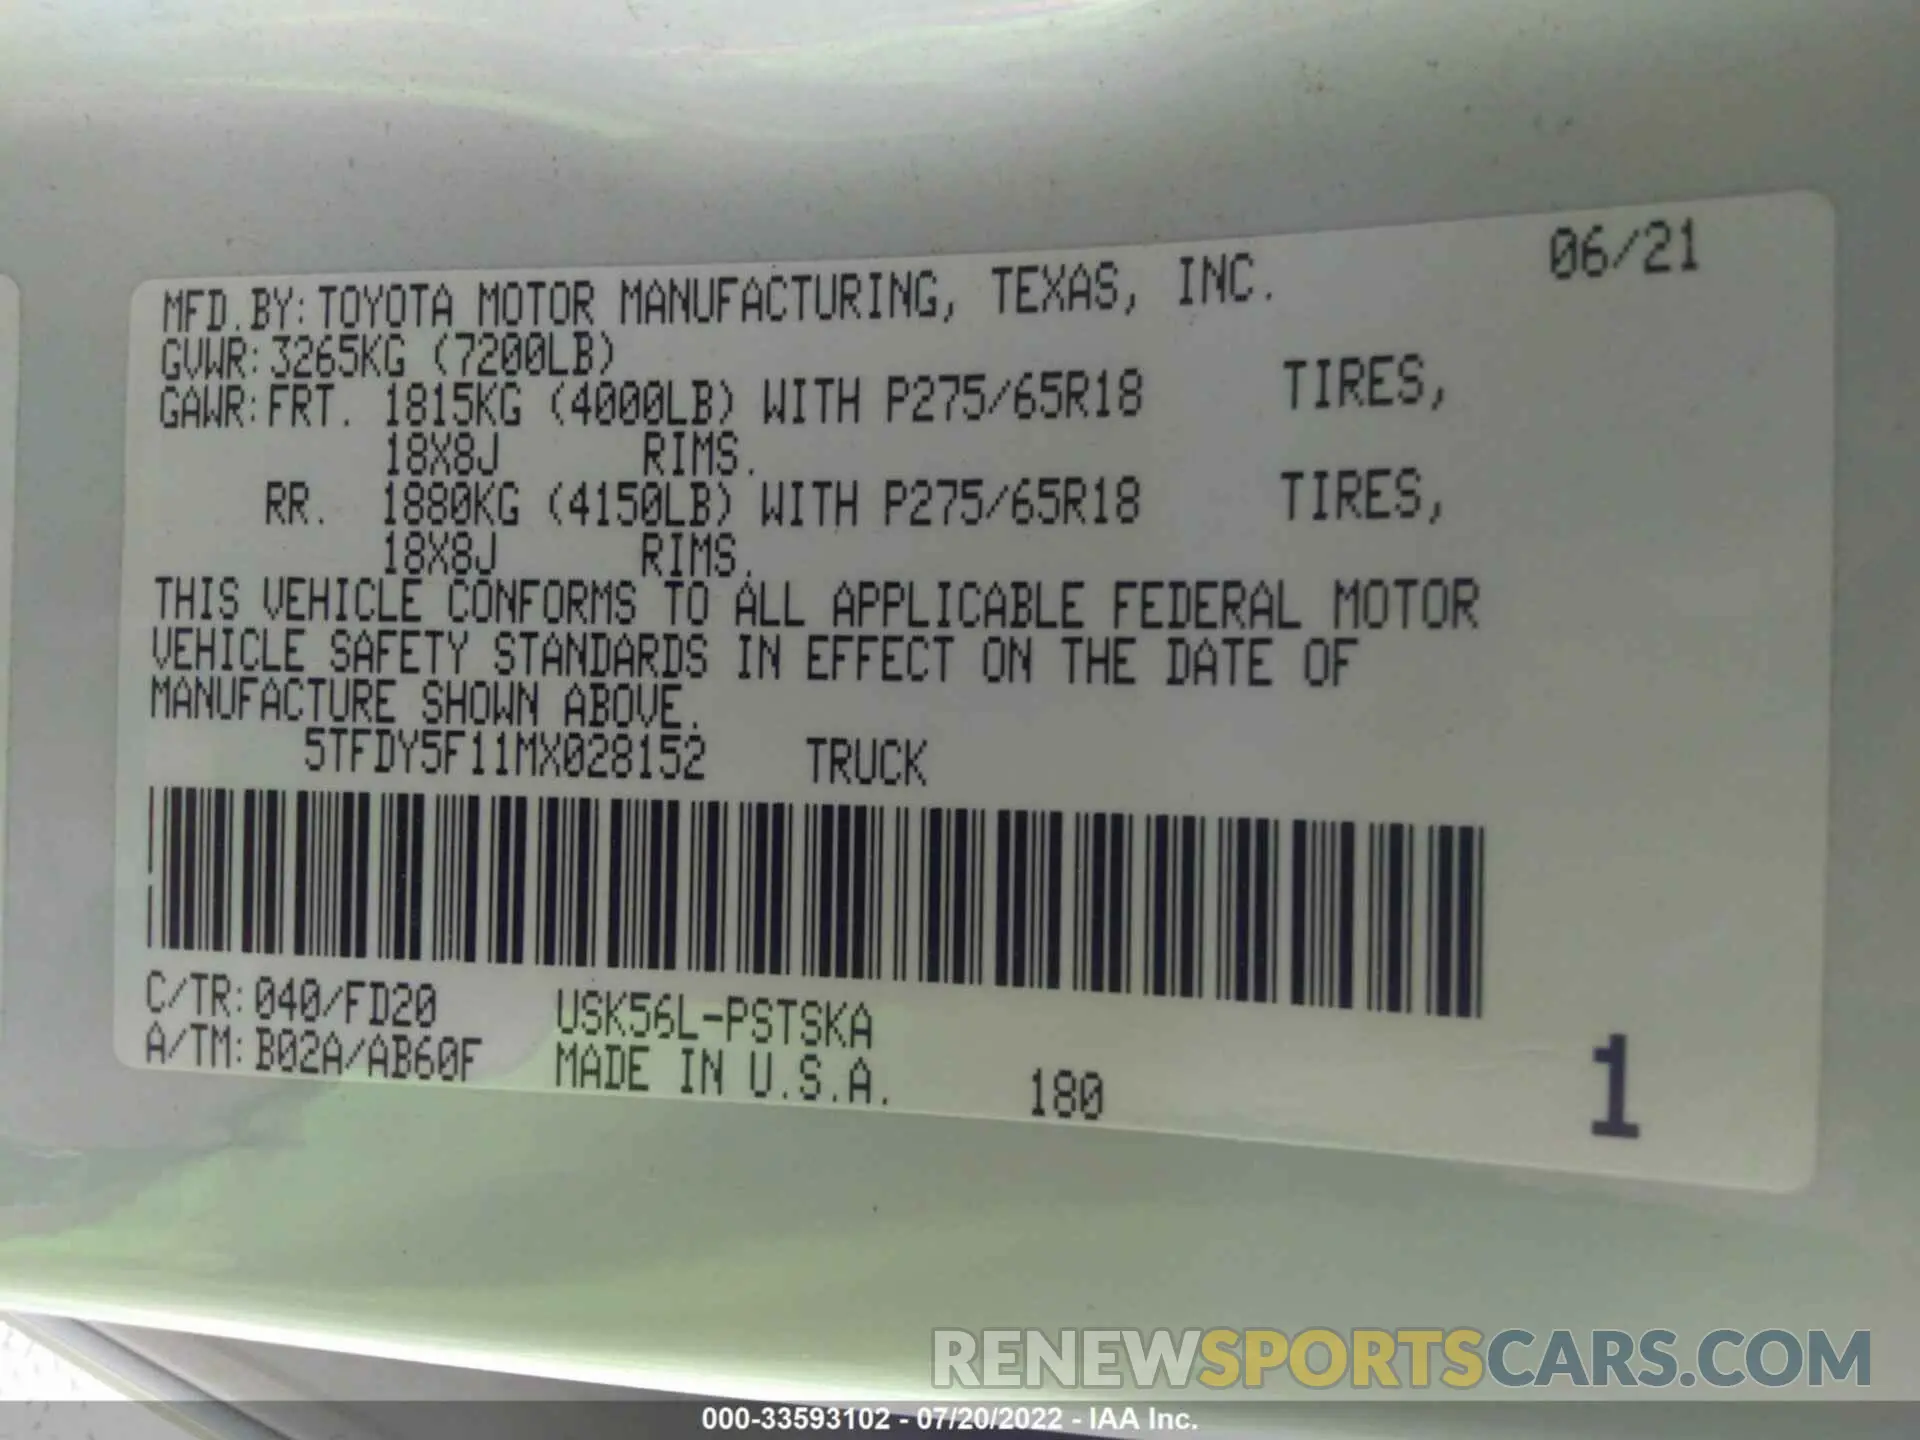 06/21
MFD.BY:TOYOTA MOTOR MANUFACTURING, TEXAS, INC.
GVWR:3265KG (7200LB)
GAWR:FRT. 1815KG (4000LB) WITH P275/65R18 TIRES,
18X8J RIMS.
RR. 1880KG (4150LB) WITH P275/65R18 TIRES,
18X8J RIMS.
THIS VEHICLE CONFORMS TO ALL APPLICABLE FEDERAL MOTOR
VEHICLE SAFETY STANDARDS IN EFFECT ON THE DATE OF
MANUFACTURE SHOWN ABOVE.
5TFDY5F11MX028152 TRUCK
C/TR:040/FD20 USK56L-PSTSKA
A/TM:B02A/AB60F MADE IN U.S.A. 180
1
RENEWSPORTSCARS.COM
000-33593102 - 07/20/2022 - IAA Inc.